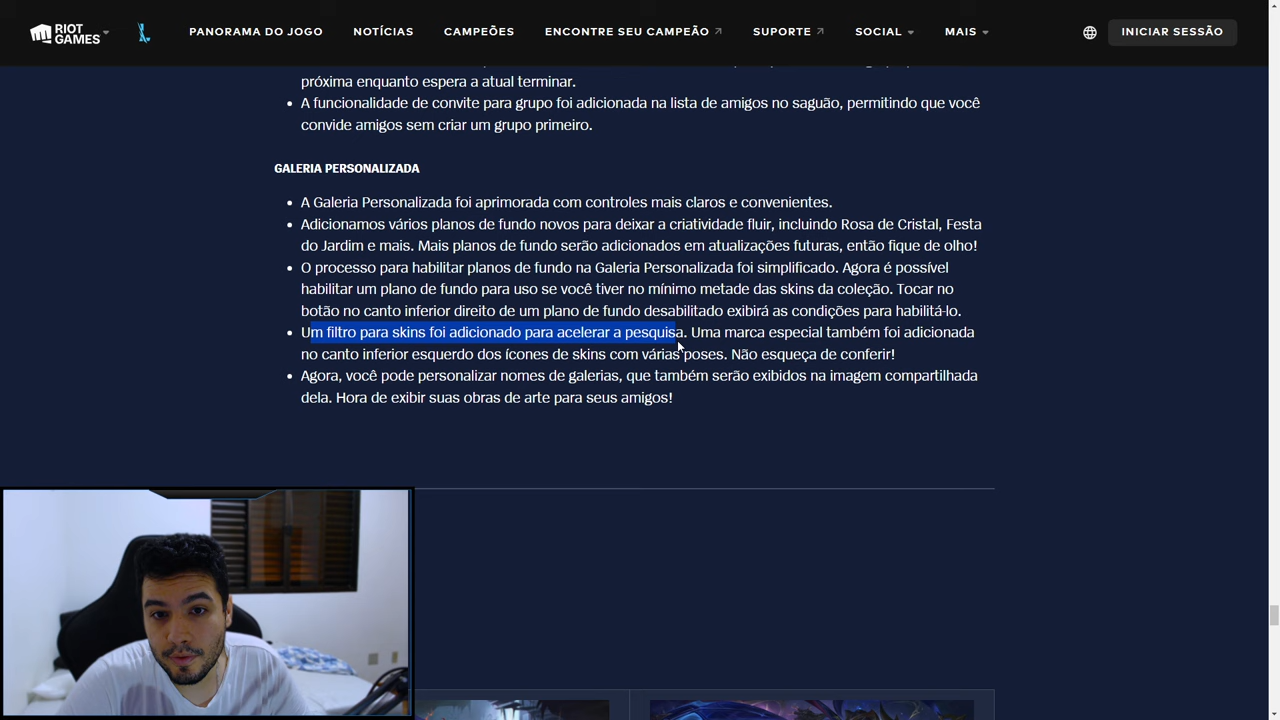 RIOT GAMES
PANORAMA DO JOGO NOTÍCIAS CAMPEÕES ENCONTRE SEU CAMPEÃO SUPORTE SOCIAL MAIS INICIAR SESSÃO
próxima enquanto espera a atual terminar.
A funcionalidade de convite para grupo foi adicionada na lista de amigos no saguão, permitindo que você
convide amigos sem criar um grupo primeiro.
GALERIA PERSONALIZADA
A Galeria Personalizada foi aprimorada com controles mais claros e convenientes.
Adicionamos vários planos de fundo novos para deixar a criatividade fluir, incluindo Rosa de Cristal, Festa
do Jardim e mais. Mais planos de fundo serão adicionados em atualizações futuras, então fique de olho!
O processo para habilitar planos de fundo na Galeria Personalizada foi simplificado. Agora é possível
habilitar um plano de fundo para uso se você tiver no mínimo metade das skins da coleção. Tocar no
botão no canto inferior direito de um plano de fundo desabilitado exibirá as condições para habilitá-lo.
Um filtro para skins foi adicionado para acelerar a pesquisa. Uma marca especial também foi adicionada
no canto inferior esquerdo dos ícones de skins com várias poses. Não esqueça de conferir!
Agora, você pode personalizar nomes de galerias, que também serão exibidos na imagem compartilhada
dela. Hora de exibir suas obras de arte para seus amigos!